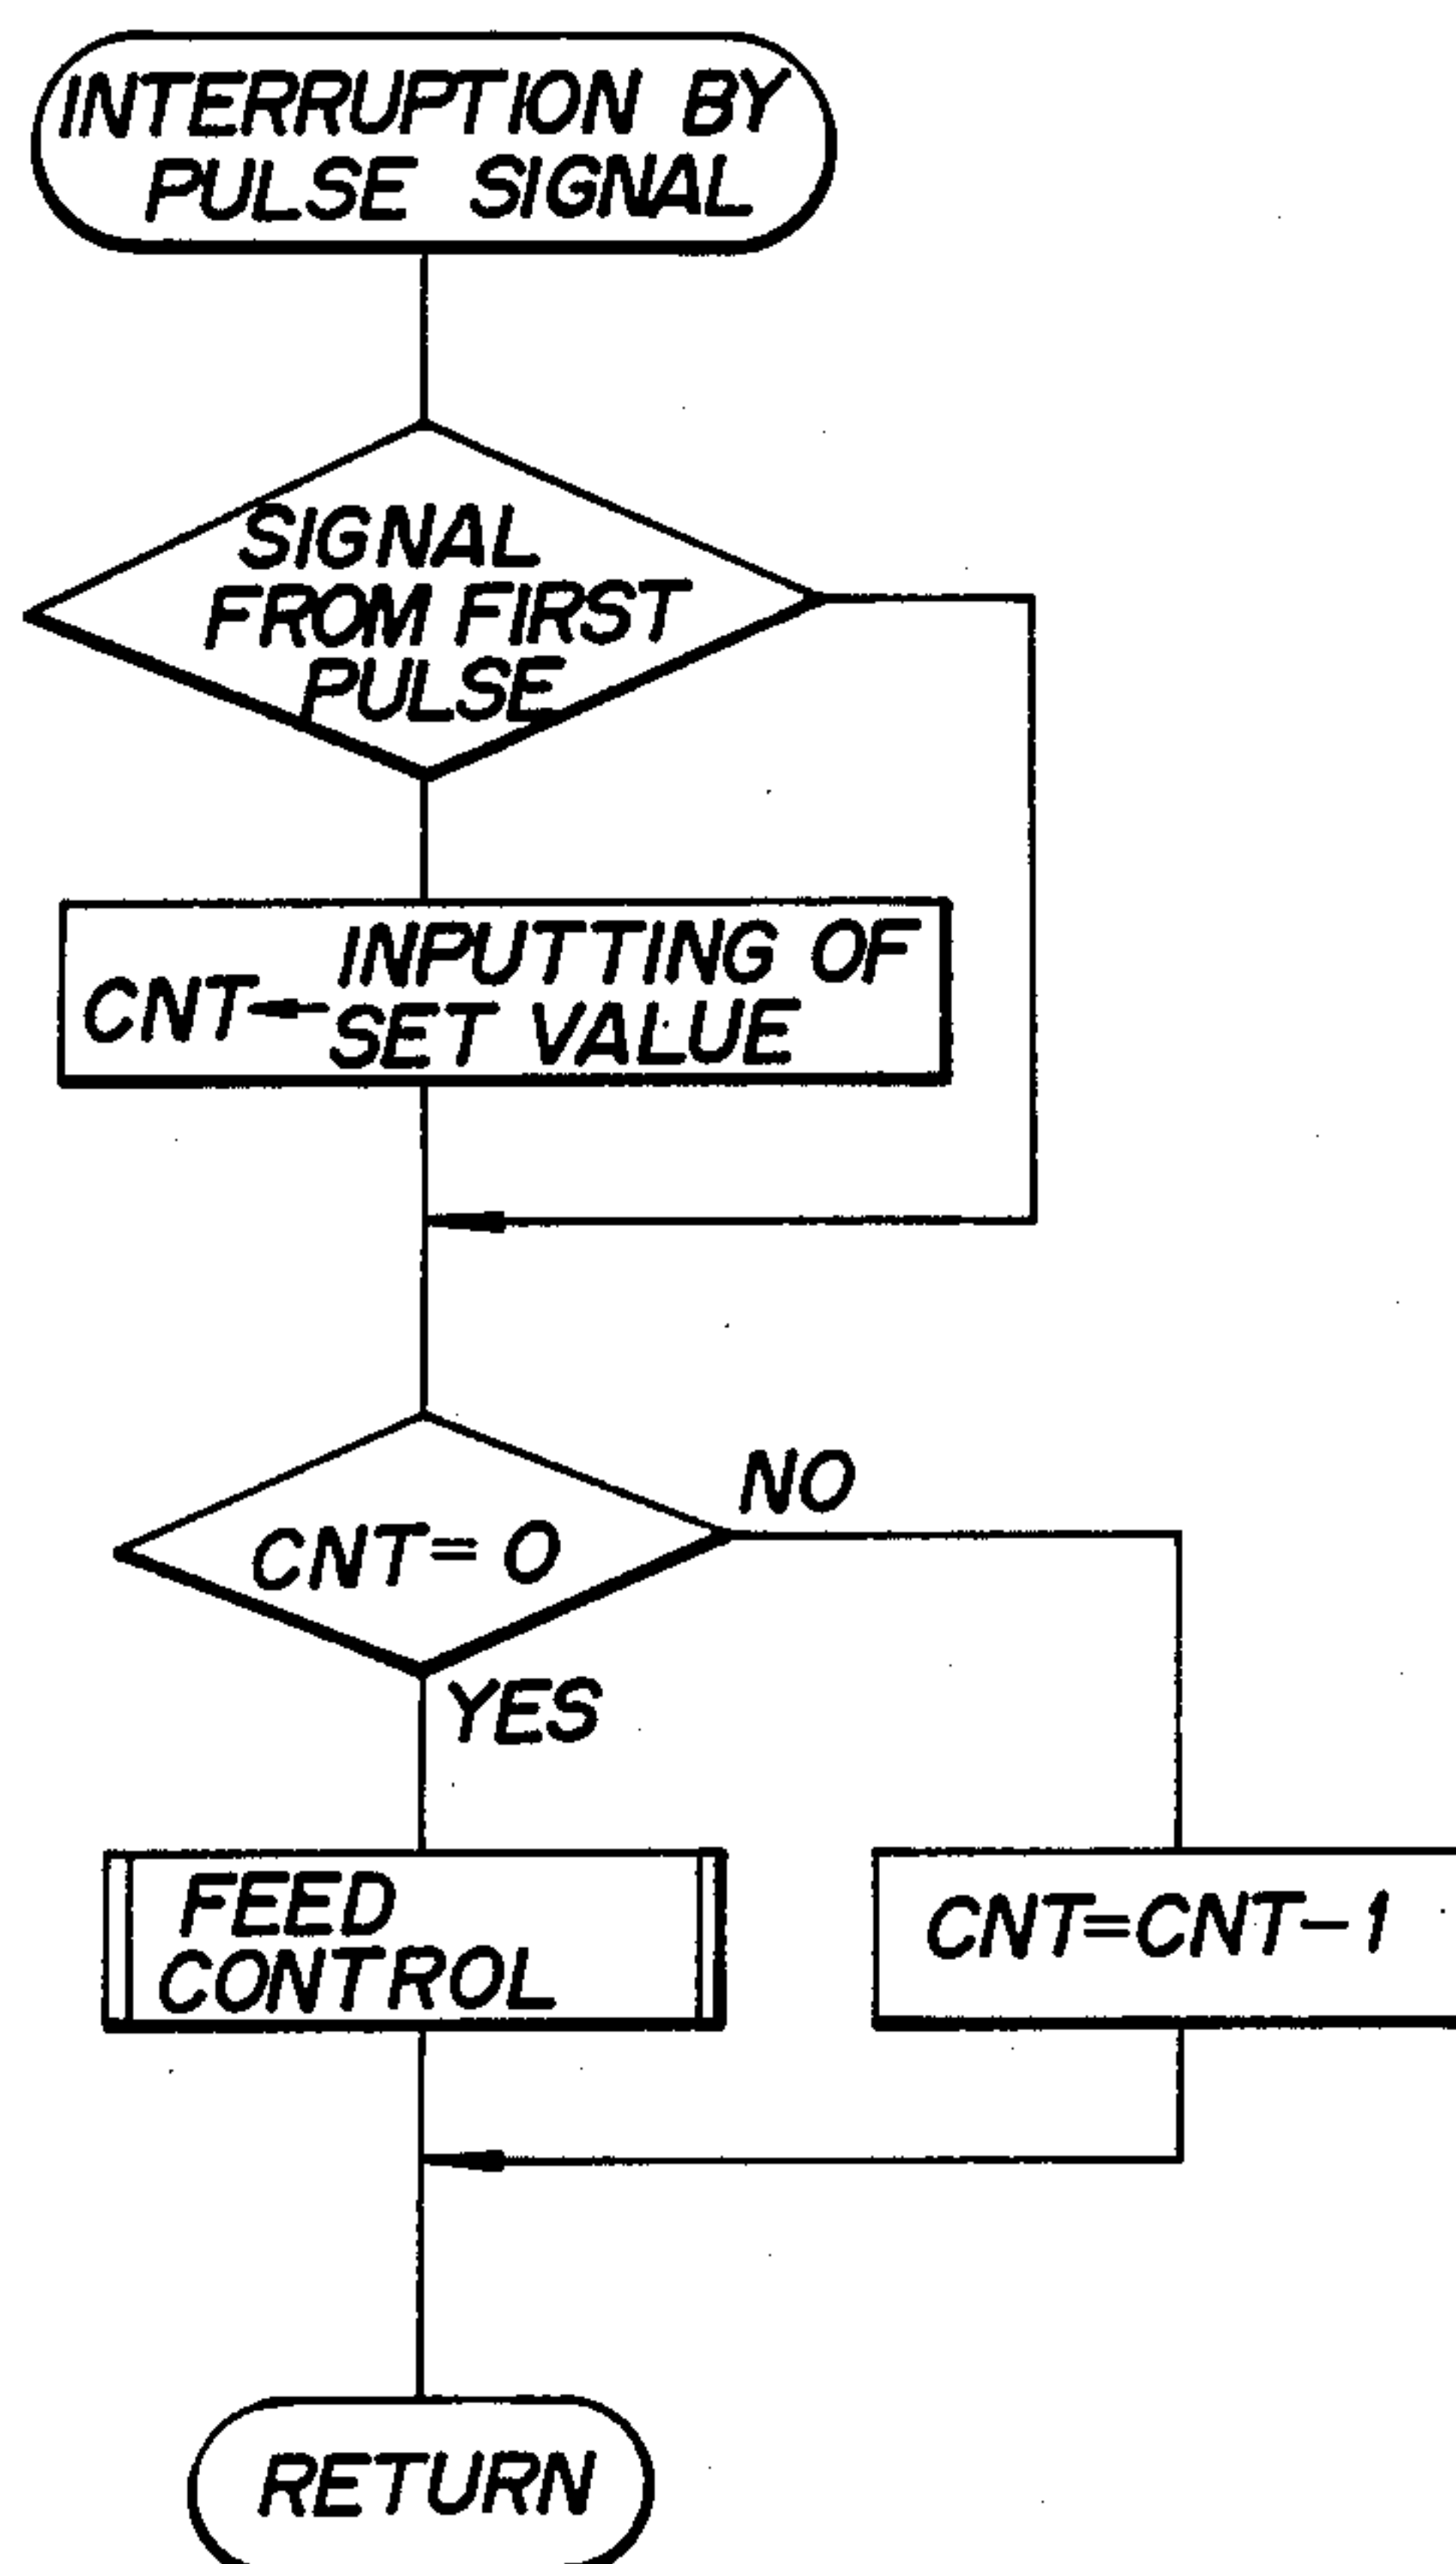 INTERRUPTION BY
PULSE SIGNAL
SIGNAL
FROM FIRST
PULSE
INPUTTING OF
CNT← SET VALUE
CNT= 0
NO
YES
FEED
CONTROL
CNT=CNT-1
RETURN